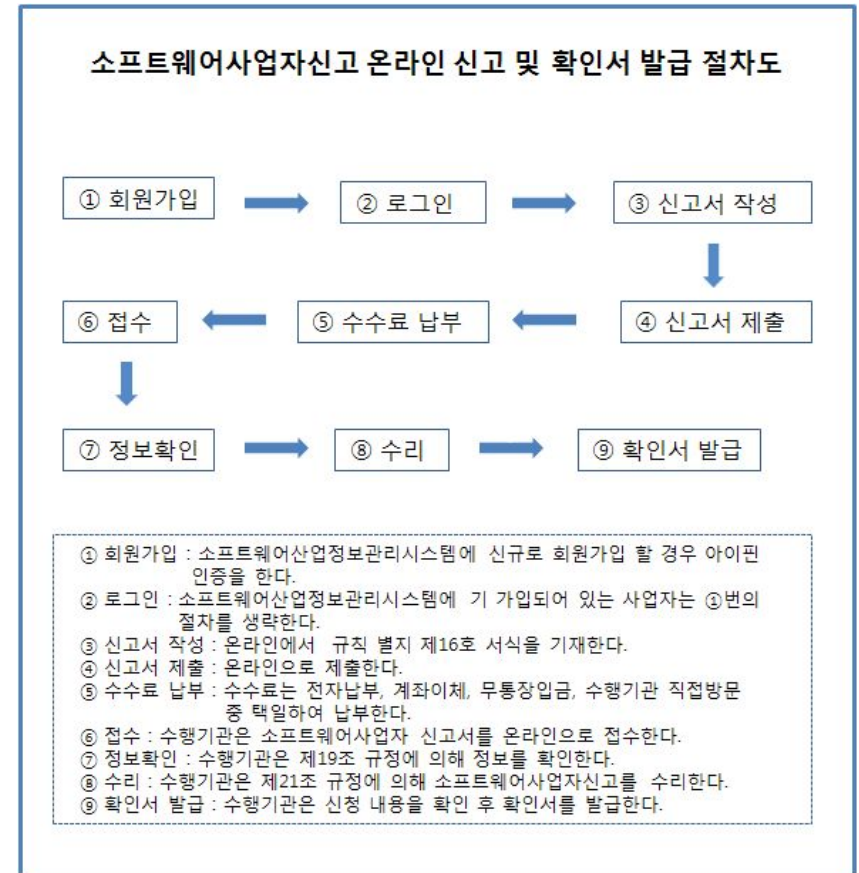 소프트웨어사업자신고 온라인 신고 및 확인서 발급 절차도
① 회원가입
② 로그인
③ 신고서 작성
④ 신고서 제출
⑤ 수수료 납부
⑥ 접수
⑦ 정보확인
⑧ 수리
⑨ 확인서 발급
① 회원가입 : 소프트웨어산업정보관리시스템에 신규로 회원가입 할 경우 아이핀
인증을 한다.
② 로그인 : 소프트웨어산업정보관리시스템에 기 가입되어 있는 사업자는 ①번의
절차를 생략한다.
③ 신고서 작성 : 온라인에서 규칙 별지 제16호 서식을 기재한다.
④ 신고서 제출 : 온라인으로 제출한다.
⑤ 수수료 납부 : 수수료는 전자납부, 계좌이체, 무통장입금, 수행기관 직접방문
중 택일하여 납부한다.
⑥ 접수 : 수행기관은 소프트웨어사업자 신고서를 온라인으로 접수한다.
⑦ 정보확인 : 수행기관은 제19조 규정에 의해 정보를 확인한다.
⑧ 수리 : 수행기관은 제21조 규정에 의해 소프트웨어사업자신고를 수리한다.
⑨ 확인서 발급 : 수행기관은 신청 내용을 확인 후 확인서를 발급한다.